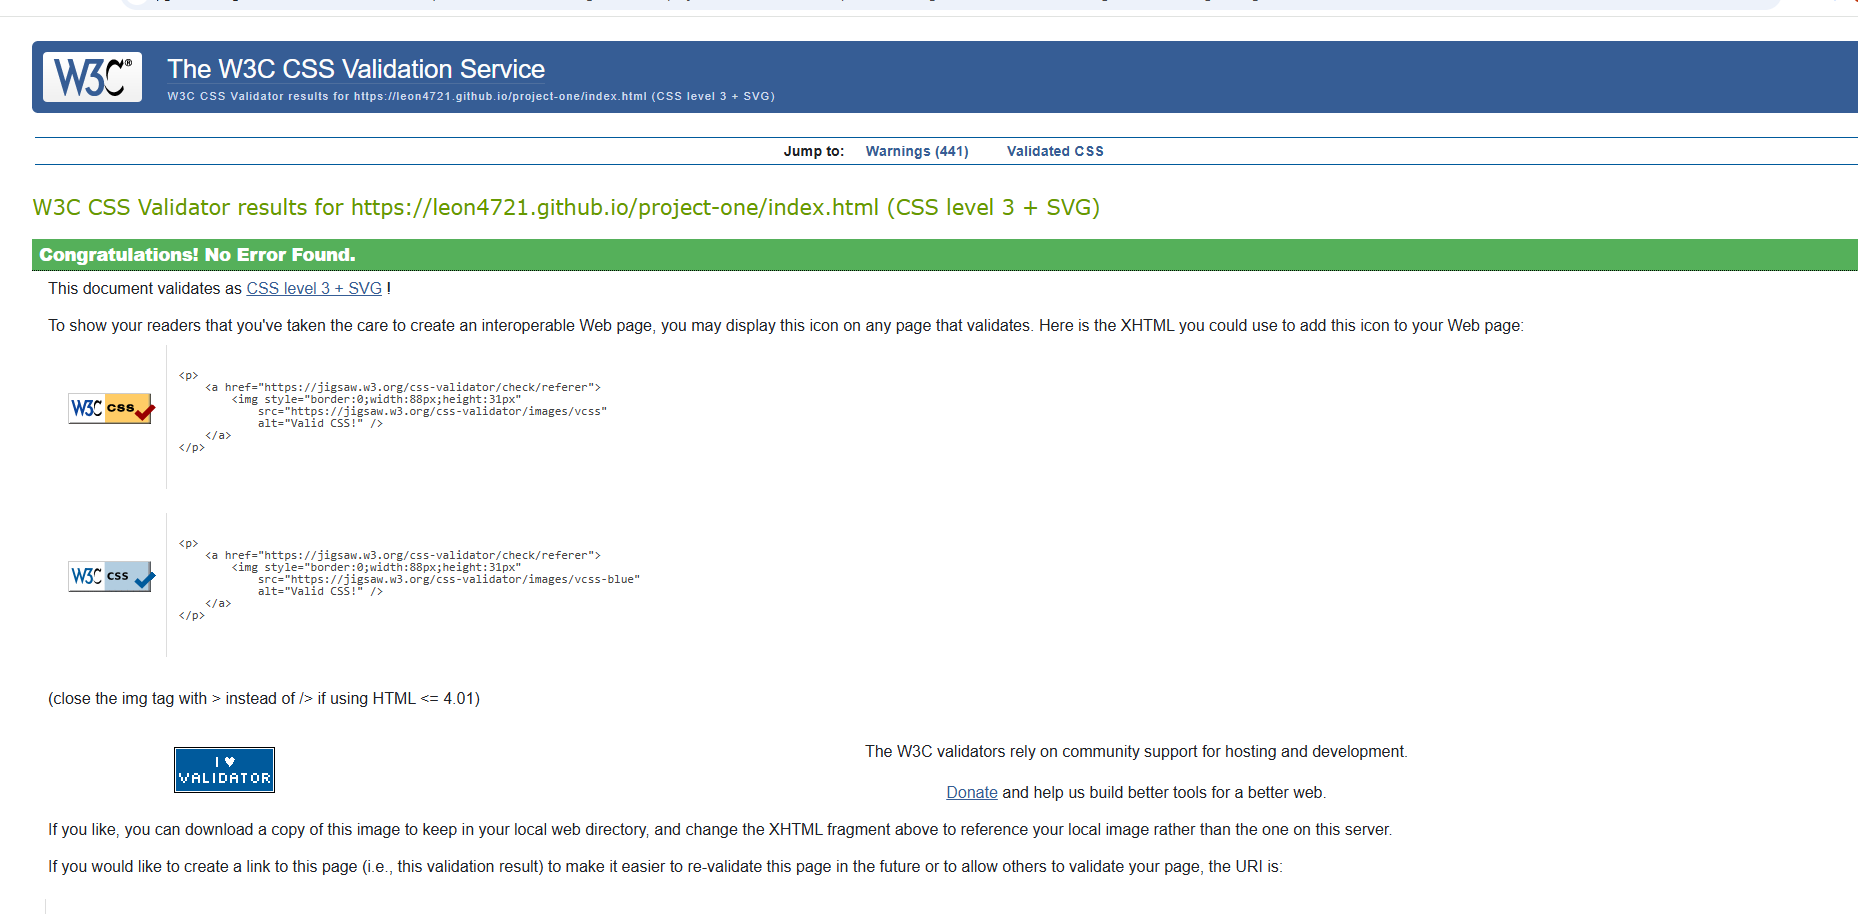 W3C®
The W3C CSS Validation Service
W3C CSS Validator results for https://leon4721.github.io/project-one/index.html (CSS level 3 + SVG)
Jump to: Warnings (441) Validated CSS
W3C CSS Validator results for https://leon4721.github.io/project-one/index.html (CSS level 3 + SVG)
Congratulations! No Error Found.
This document validates as CSS level 3 + SVG !
To show your readers that you've taken the care to create an interoperable Web page, you may display this icon on any page that validates. Here is the XHTML you could use to add this icon to your Web page:
W3C css
<p>
<a href="https://jigsaw.w3.org/css-validator/check/referer">
<img style="border:0;width:88px;height:31px"
src="https://jigsaw.w3.org/css-validator/images/vcss"
alt="Valid CSS!" />
</a>
</p>
W3C css
<p>
<a href="https://jigsaw.w3.org/css-validator/check/referer">
<img style="border:0;width:88px;height:31px"
src="https://jigsaw.w3.org/css-validator/images/vcss-blue"
alt="Valid CSS!" />
</a>
</p>
(close the img tag with > instead of /> if using HTML <= 4.01)
I ♥
VALIDATOR
The W3C validators rely on community support for hosting and development.
Donate and help us build better tools for a better web.
If you like, you can download a copy of this image to keep in your local web directory, and change the XHTML fragment above to reference your local image rather than the one on this server.
If you would like to create a link to this page (i.e., this validation result) to make it easier to re-validate this page in the future or to allow others to validate your page, the URI is: